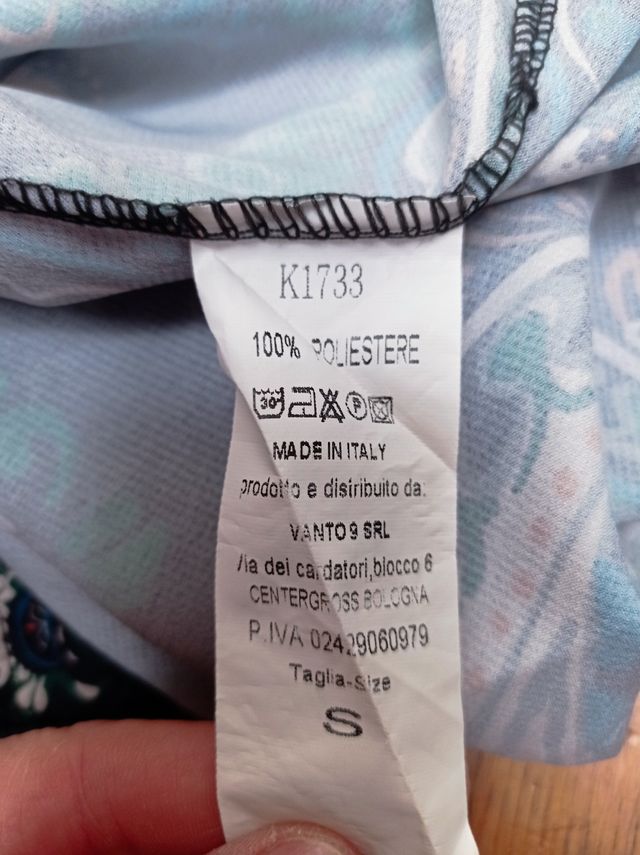 K1733
100% POLIESTERE
30° P
MADE IN ITALY
prodotto e distribuito da:
VANTO 9 SRL
Via dei cardatori,blocco 6
CENTERGROSS BOLOGNA
P.IVA 02429060979
Taglia-Size
S